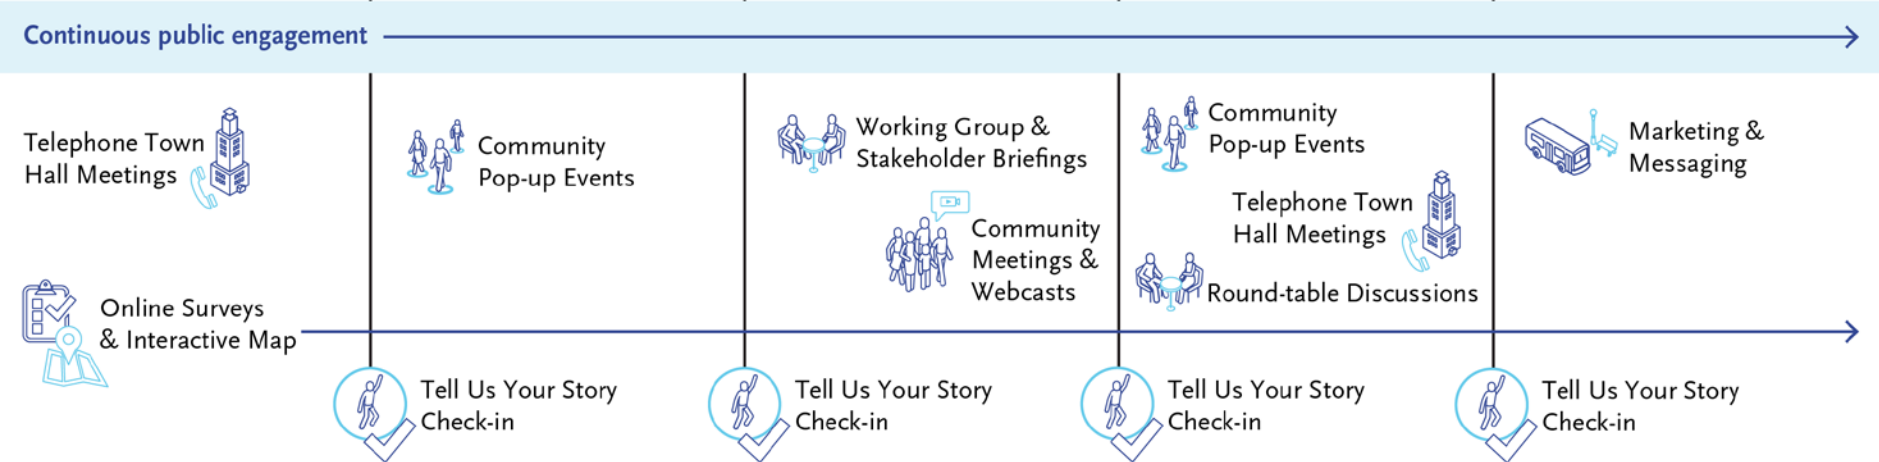 Continuous public engagement
Telephone Town
Hall Meetings
Online Surveys
& Interactive Map
Community
Pop-up Events
Working Group &
Stakeholder Briefings
Community
Meetings &
Webcasts
Community
Pop-up Events
Telephone Town
Hall Meetings
Round-table Discussions
Marketing &
Messaging
Tell Us Your Story
Check-in
Tell Us Your Story
Check-in
Tell Us Your Story
Check-in
Tell Us Your Story
Check-in